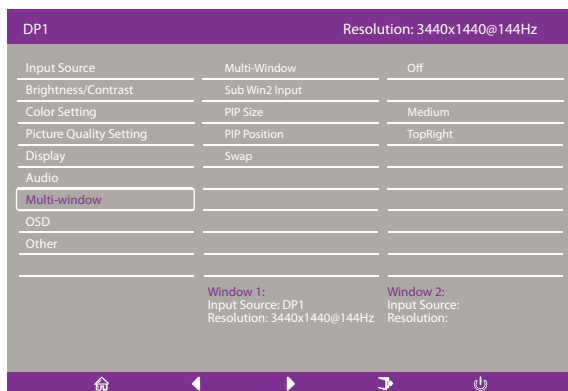 DP1 Resolution: 3440x1440@144Hz
Input Source Multi-Window Off
Brightness/Contrast Sub Win2 Input
Color Setting PIP Size Medium
Picture Quality Setting PIP Position TopRight
Display Swap
Audio
Multi-window
OSD
Other
Window 1: Window 2:
Input Source: DP1 Input Source:
Resolution: 3440x1440@144Hz Resolution: